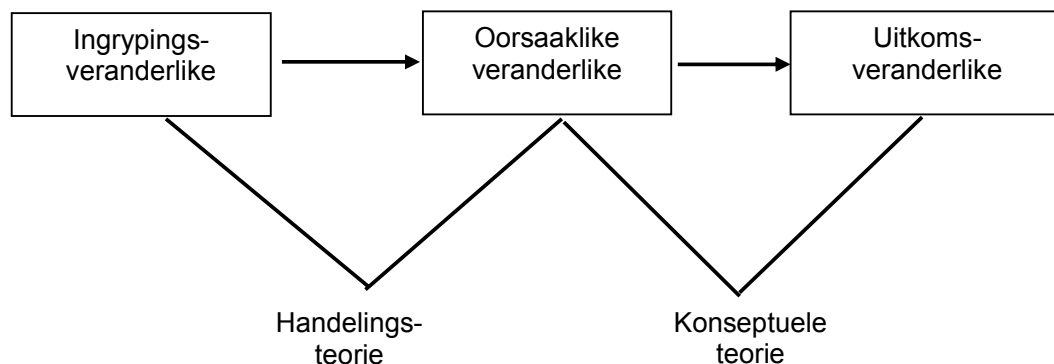 Ingrypings-
veranderlike
Oorsaaklike
veranderlike
Uitkoms-
veranderlike
Handelings-
teorie
Konseptuele
teorie